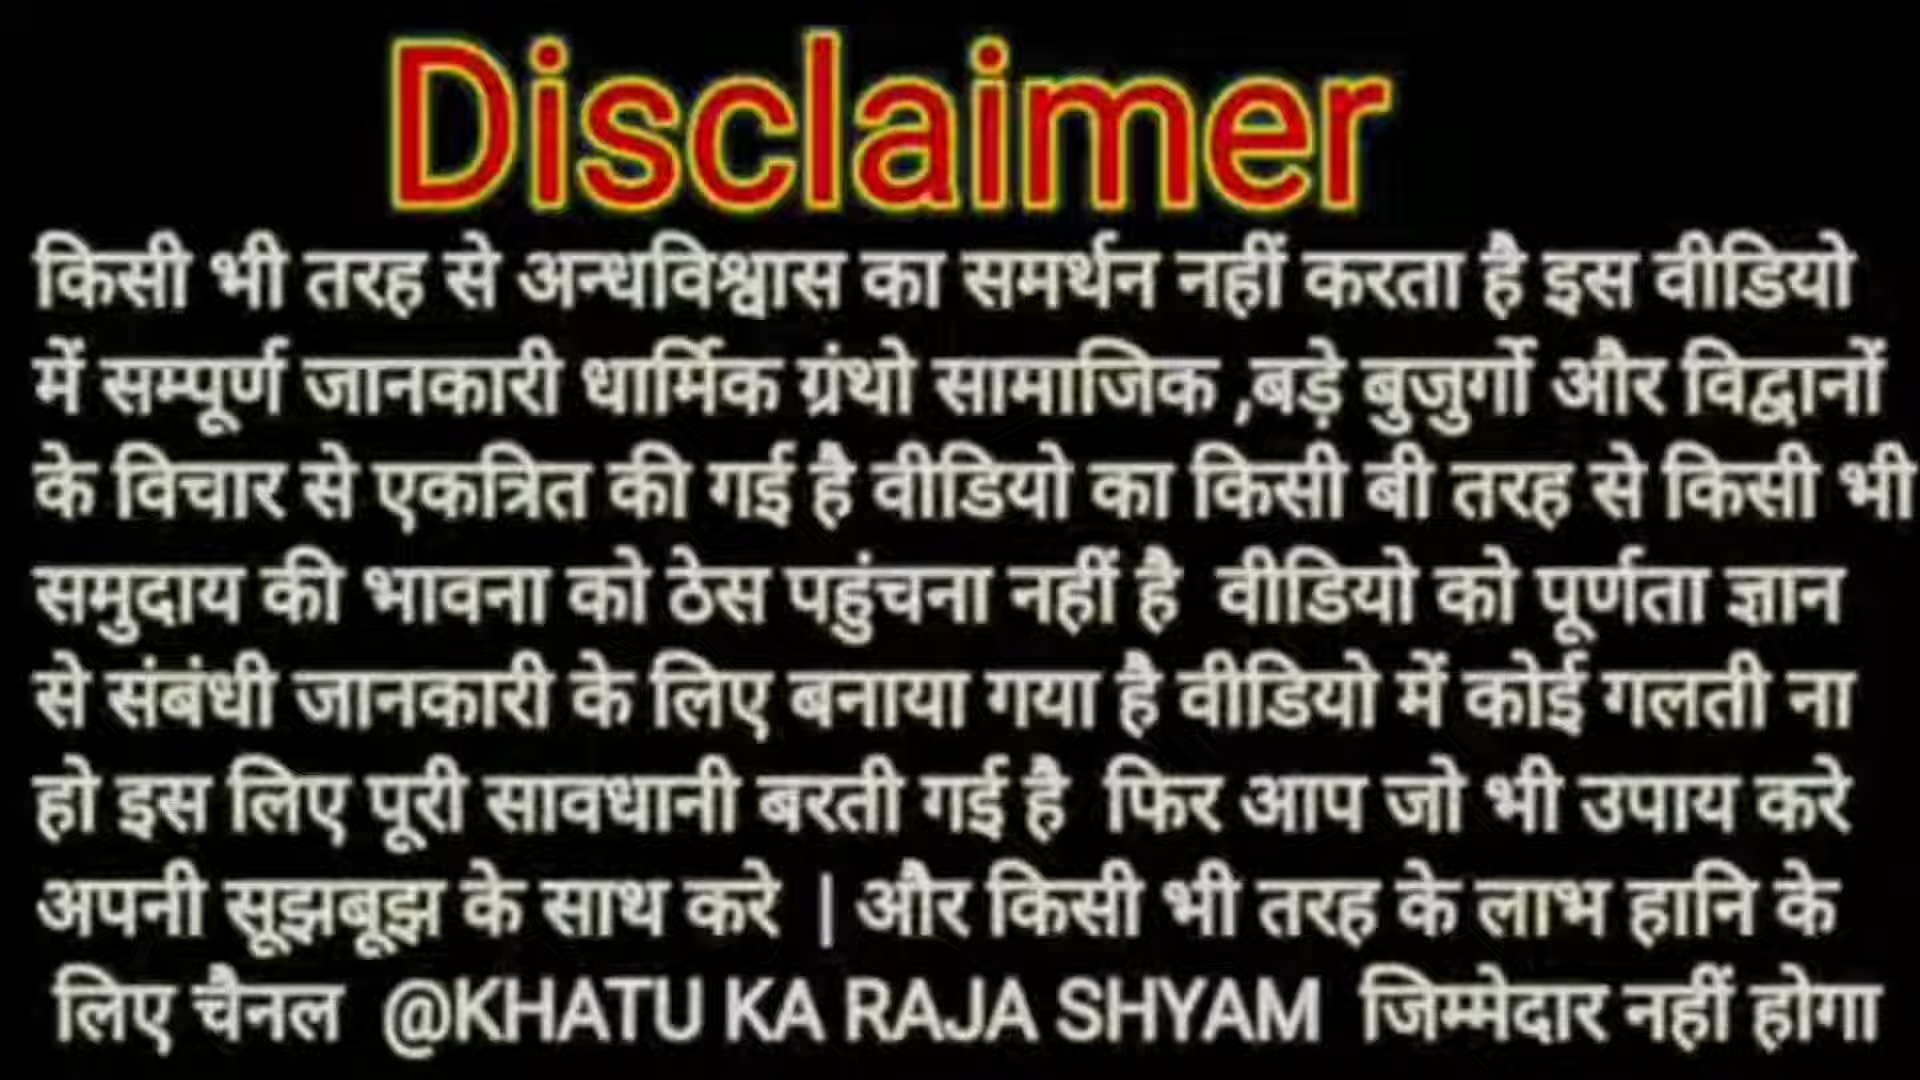 Disclaimer
किसी भी तरह से अन्धविश्वास का समर्थन नहीं करता है इस वीडियो
में सम्पूर्ण जानकारी धार्मिक ग्रंथो सामाजिक ,बड़े बुजुर्गो और विद्वानों
के विचार से एकत्रित की गई है वीडियो का किसी बी तरह से किसी भी
समुदाय की भावना को ठेस पहुंचना नहीं है वीडियो को पूर्णता ज्ञान
से संबंधी जानकारी के लिए बनाया गया है वीडियो में कोई गलती ना
हो इस लिए पूरी सावधानी बरती गई है फिर आप जो भी उपाय करे
अपनी सूझबूझ के साथ करे | और किसी भी तरह के लाभ हानि के
लिए चैनल @KHATU KA RAJA SHYAM जिम्मेदार नहीं होगा